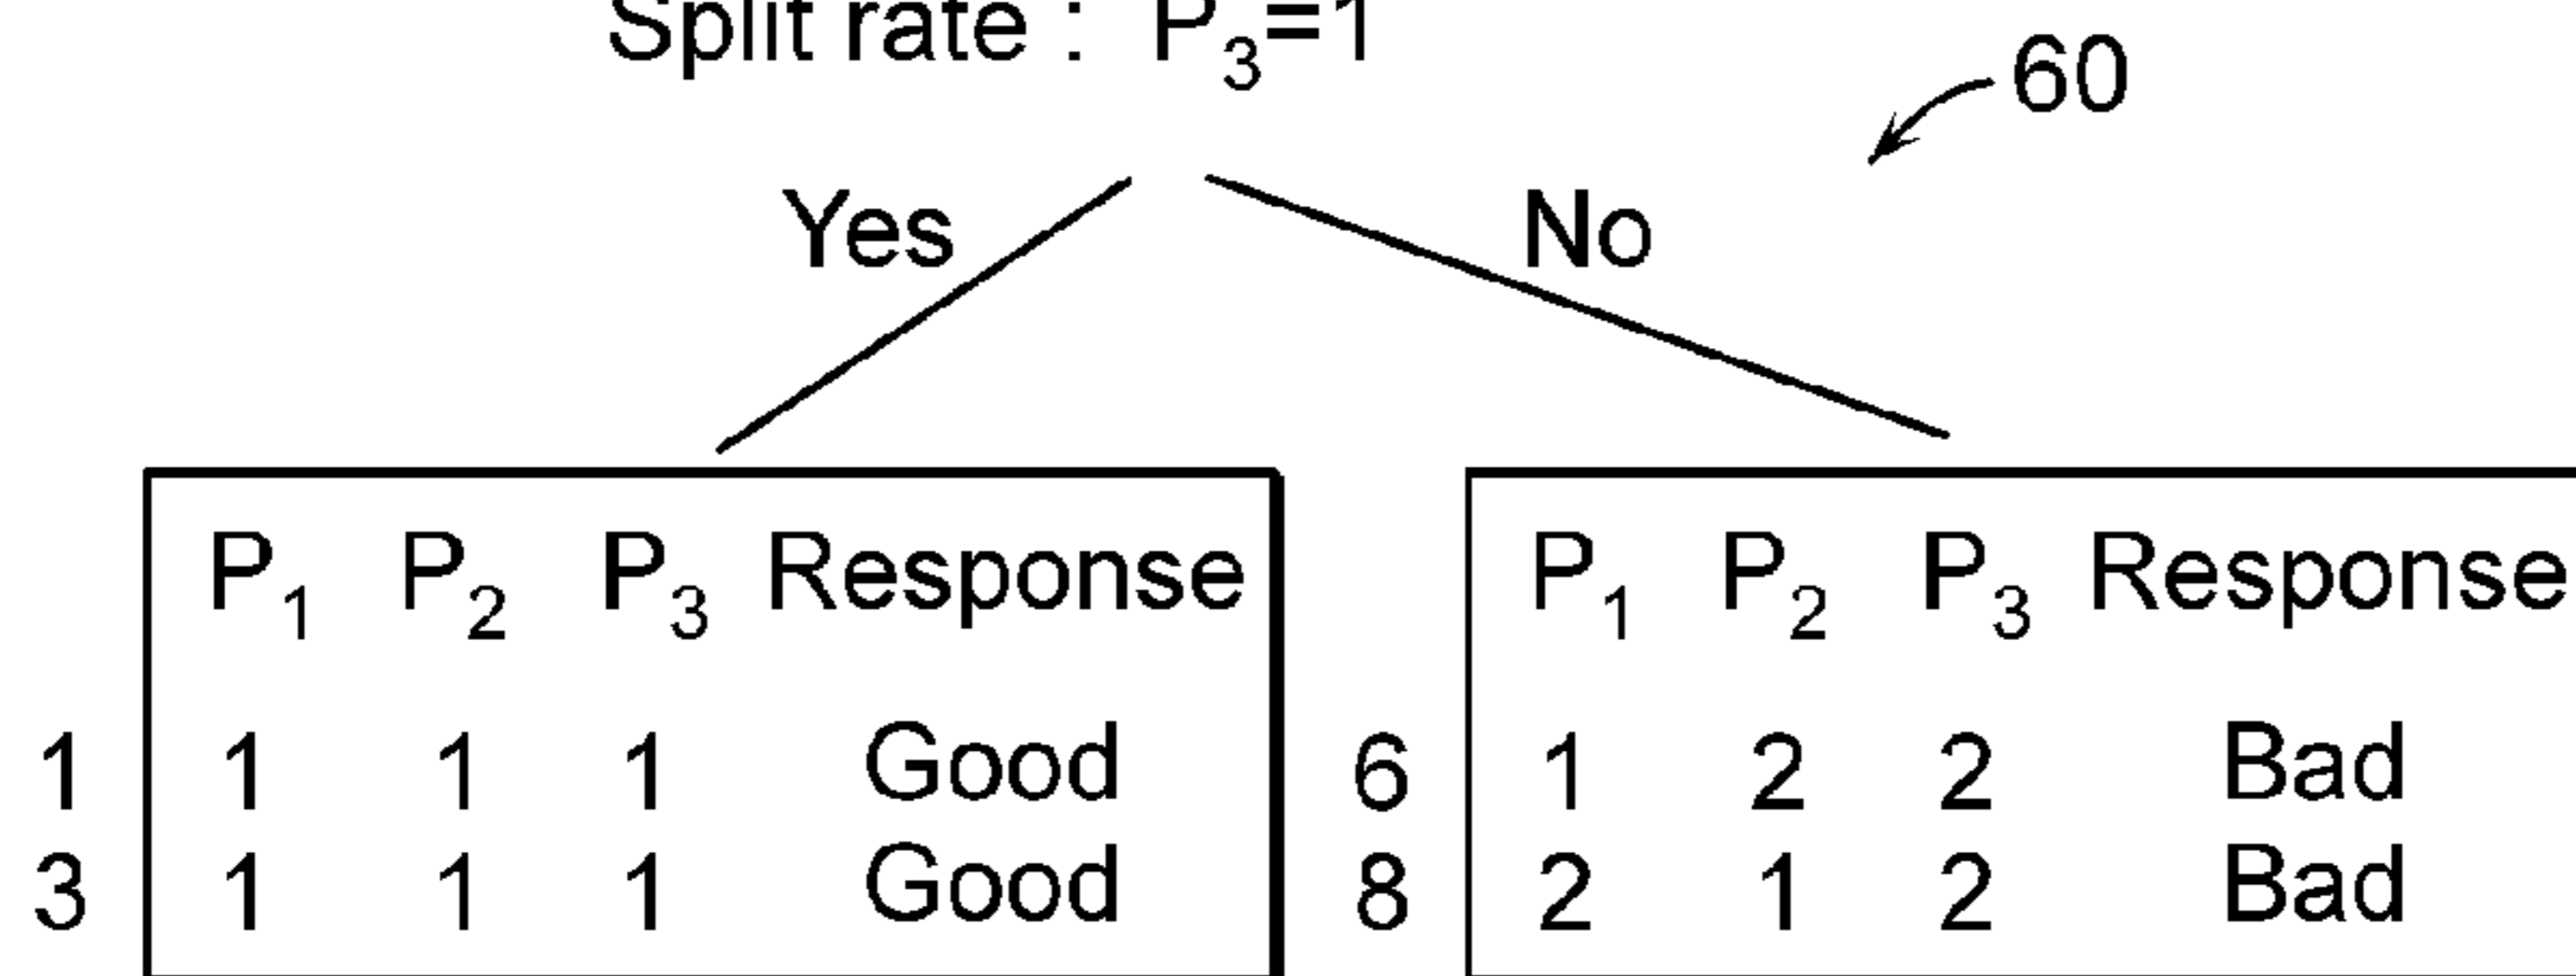 Split rate : P₃=1
60
Yes No
P₁ P₂ P₃ Response P₁ P₂ P₃ Response
1 1 1 1 Good 6 1 2 2 Bad
3 1 1 1 Good 8 2 1 2 Bad